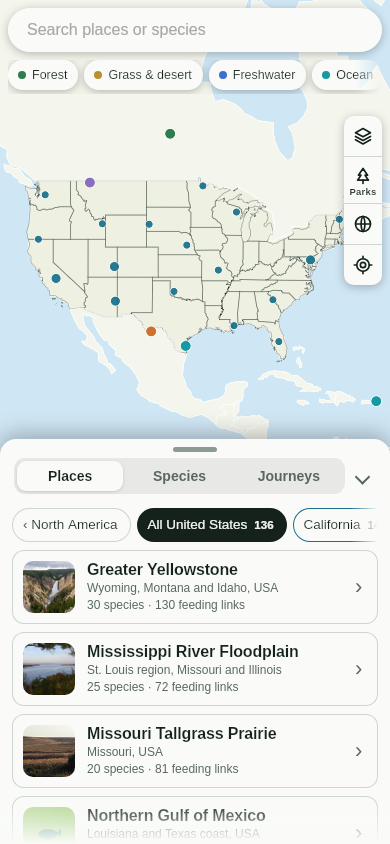 Search places or species
Forest
Grass & desert
Freshwater
Ocean
Parks
Places
Species
Journeys
‹ North America
All United States 136
California
Greater Yellowstone
Wyoming, Montana and Idaho, USA
30 species · 130 feeding links
Mississippi River Floodplain
St. Louis region, Missouri and Illinois
25 species · 72 feeding links
Missouri Tallgrass Prairie
Missouri, USA
20 species · 81 feeding links
Northern Gulf of Mexico
Louisiana and Texas coast, USA